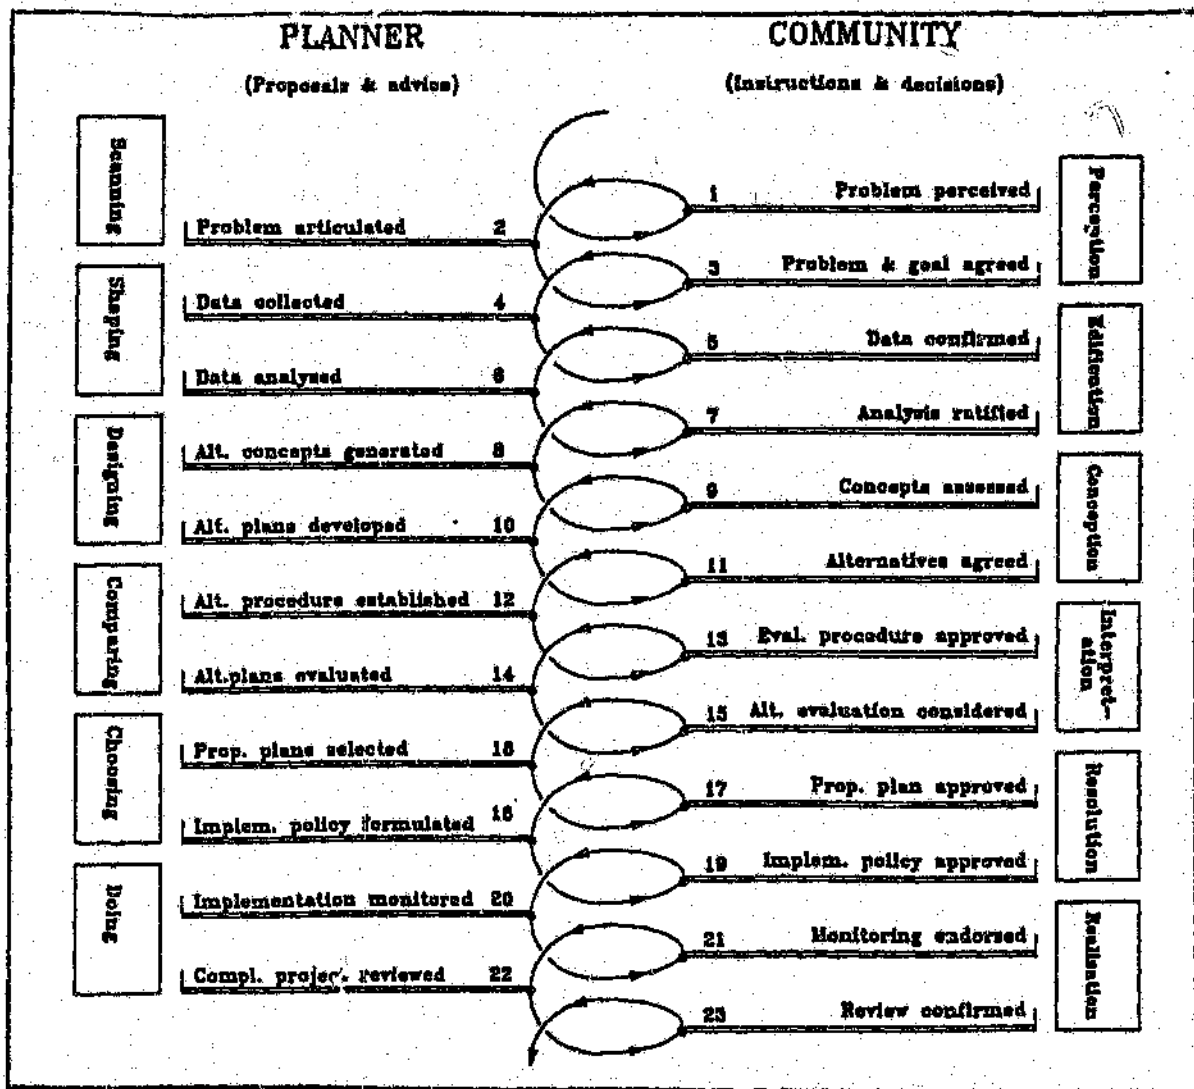 PLANNER
(Proposals & advice)
COMMUNITY
(Instructions & decisions)
Scanning
Problem articulated 2
Shaping
Data collected 4
Data analysed 6
Designing
Alt. concepts generated 8
Alt. plans developed 10
Comparing
Alt. procedure established 12
Alt.plans evaluated 14
Choosing
Prop. plans selected 16
Implem. policy formulated 18
Doing
Implementation monitored 20
Compl. project reviewed 22
1 Problem perceived
Perception
3 Problem & goal agreed
5 Data confirmed
Edification
7 Analysis ratified
9 Concepts assessed
Conception
11 Alternatives agreed
13 Eval. procedure approved
Interpret-
ation
15 Alt. evaluation considered
17 Prop. plan approved
Resolution
19 Implem. policy approved
21 Monitoring endorsed
Realisation
23 Review confirmed